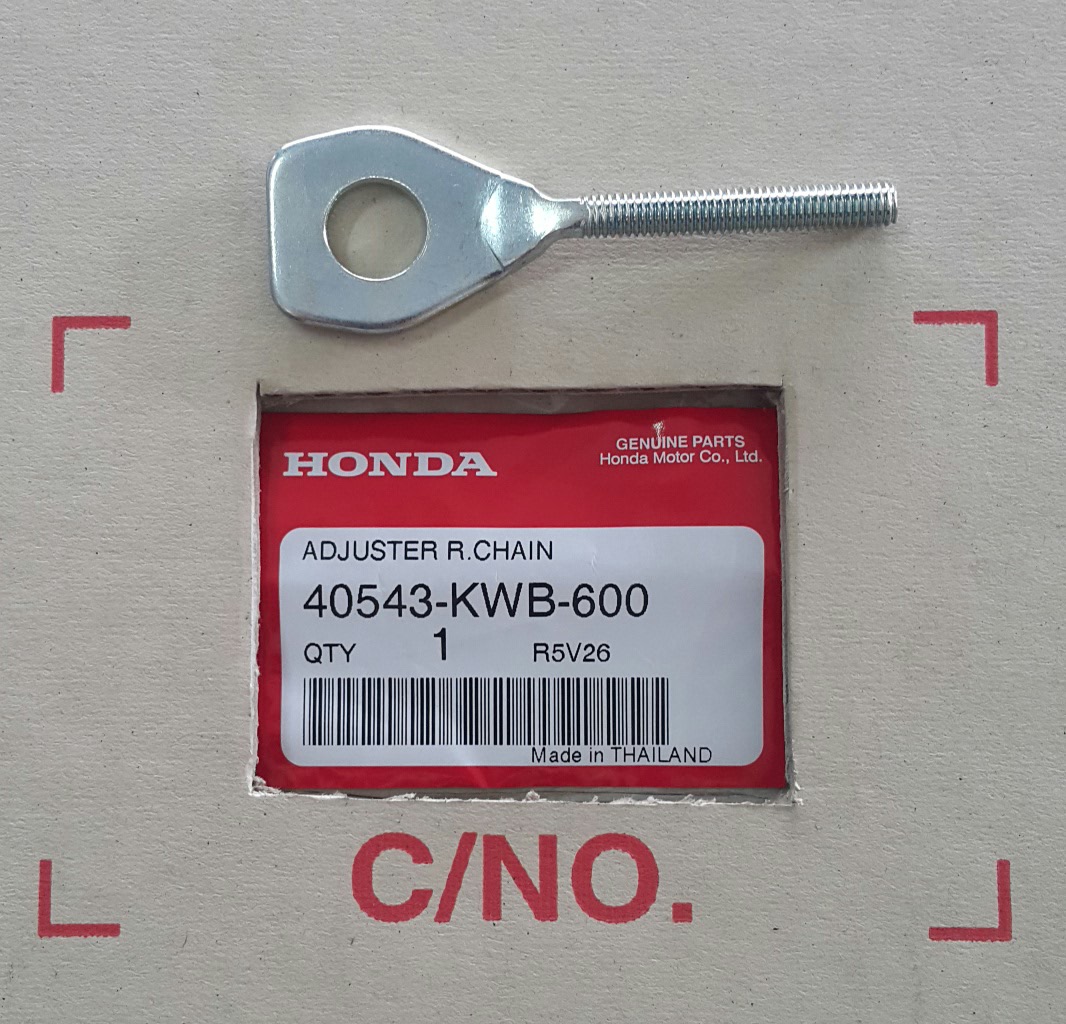 HONDA
GENUINE PARTS
Honda Motor Co., Ltd.
ADJUSTER R.CHAIN
40543-KWB-600
QTY 1 R5V26
Made in THAILAND
C/NO.